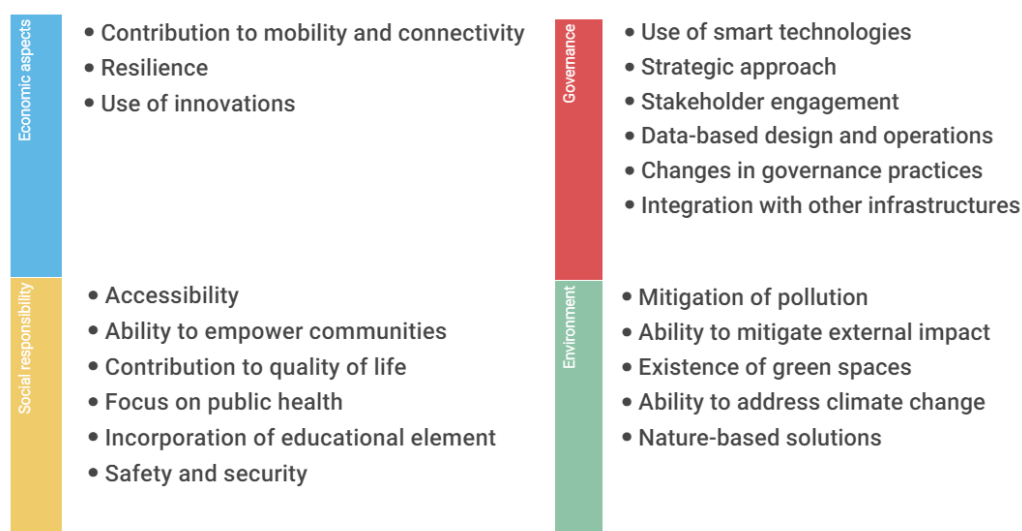 Economic aspects
• Contribution to mobility and connectivity
• Resilience
• Use of innovations
Governance
• Use of smart technologies
• Strategic approach
• Stakeholder engagement
• Data-based design and operations
• Changes in governance practices
• Integration with other infrastructures
Social responsibility
• Accessibility
• Ability to empower communities
• Contribution to quality of life
• Focus on public health
• Incorporation of educational element
• Safety and security
Environment
• Mitigation of pollution
• Ability to mitigate external impact
• Existence of green spaces
• Ability to address climate change
• Nature-based solutions